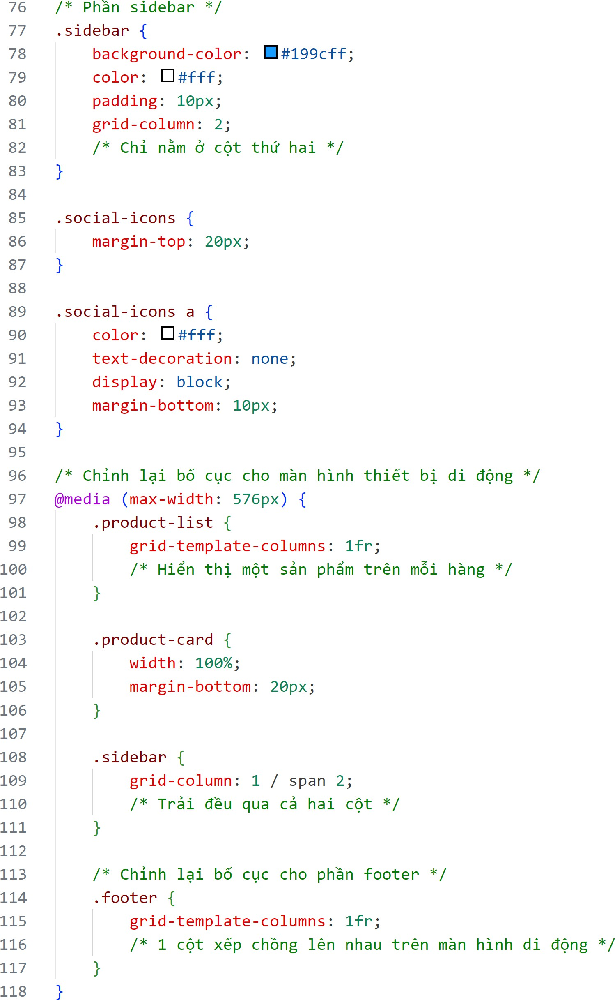 76 /* Phần sidebar */
77 .sidebar {
78 background-color: #199cff;
79 color: #fff;
80 padding: 10px;
81 grid-column: 2;
82 /* Chỉ nằm ở cột thứ hai */
83 }
84
85 .social-icons {
86 margin-top: 20px;
87 }
88
89 .social-icons a {
90 color: #fff;
91 text-decoration: none;
92 display: block;
93 margin-bottom: 10px;
94 }
95
96 /* Chỉnh lại bố cục cho màn hình thiết bị di động */
97 @media (max-width: 576px) {
98 .product-list {
99 grid-template-columns: 1fr;
100 /* Hiển thị một sản phẩm trên mỗi hàng */
101 }
102
103 .product-card {
104 width: 100%;
105 margin-bottom: 20px;
106 }
107
108 .sidebar {
109 grid-column: 1 / span 2;
110 /* Trải đều qua cả hai cột */
111 }
112
113 /* Chỉnh lại bố cục cho phần footer */
114 .footer {
115 grid-template-columns: 1fr;
116 /* 1 cột xếp chồng lên nhau trên màn hình di động */
117 }
118 }